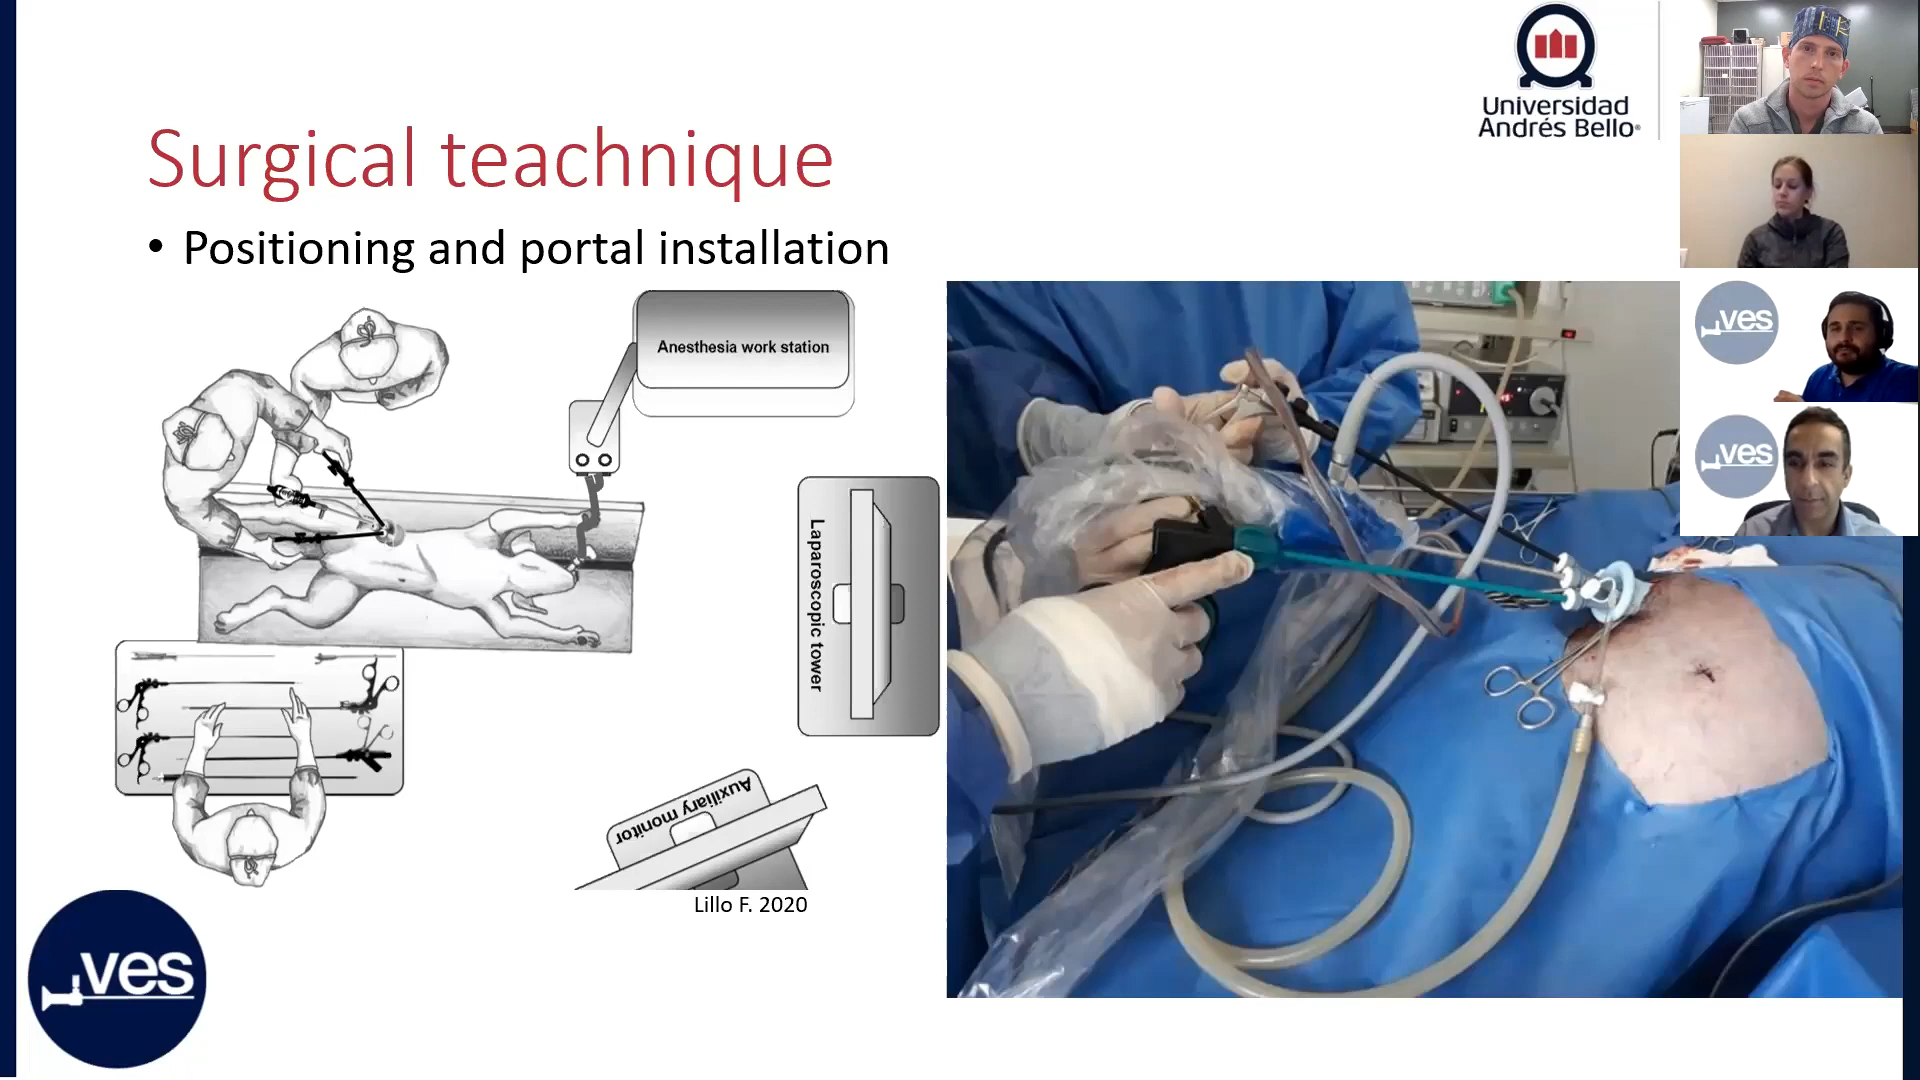 Universidad
Andrés Bello
Surgical teachnique
• Positioning and portal installation
Anesthesia work station
Laparoscopic tower
Auxiliary
monitor
Lillo F. 2020
ves
ves
ves